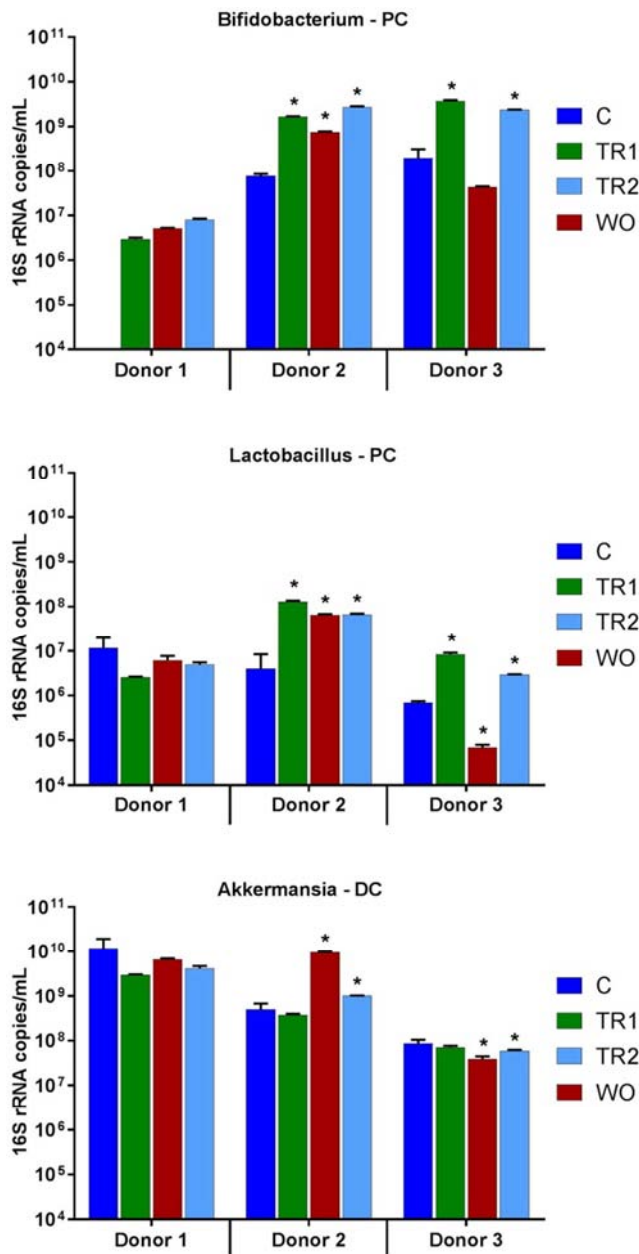 Bifidobacterium - PC
16S rRNA copies/mL
10¹¹
10¹⁰
10⁹
10⁸
10⁷
10⁶
10⁵
10⁴
* * * * *
Donor 1 Donor 2 Donor 3
C
TR1
TR2
WO
Lactobacillus - PC
16S rRNA copies/mL
10¹¹
10¹⁰
10⁹
10⁸
10⁷
10⁶
10⁵
10⁴
* * * * * *
Donor 1 Donor 2 Donor 3
C
TR1
TR2
WO
Akkermansia - DC
16S rRNA copies/mL
10¹¹
10¹⁰
10⁹
10⁸
10⁷
10⁶
10⁵
10⁴
* * * *
Donor 1 Donor 2 Donor 3
C
TR1
TR2
WO